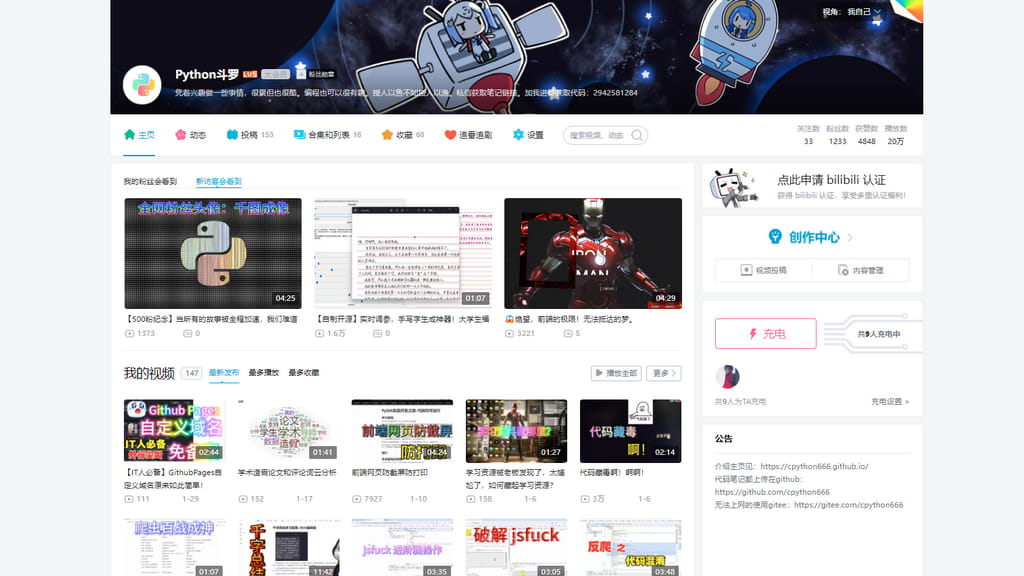 视角： 我自己
Python斗罗 LV5 大会员 粉丝勋章
凭着兴趣做一些事情，很累但也很酷。编程也可以很有趣。授人以鱼不如授人以渔。私信获取笔记链接。加我进群获取代码：2942581284
主页 动态 投稿 153 合集和列表 16 收藏 60 追番追剧 设置 搜索视频、动态
关注数 粉丝数 获赞数 播放数
33 1233 4848 20万
我的粉丝会看到 新访客会看到
全网粉丝头像：千图成像
04:25
01:07
IRON
MAN
04:29
【500粉纪念】当所有的故事被全程加速，我们难道
【自制开源】实时调参，手写字生成神器！大学生福
😱绝望，前端的极限！无法抵达的梦。
1373 0
1.6万 0
3221 5
我的视频 147 最新发布 最多播放 最多收藏 播放全部 更多
Github Pages
自定义域名
IT人必备
免备
02:44
论文
学术
造假
01:41
前端网页防截屏
04:24
01:27
代码藏毒
啊!
02:14
【IT人必备】GithubPages自
定义域名原来如此简单！
学术造假论文和评论词云分析
前端网页防截屏防打印
学习资源被老板发现了，太尴
尬了，如何藏起学习资源？
代码藏毒啊！啊啊！
111 1-29
152 1-17
7927 1-10
158 1-6
3万 1-6
爬虫百战成神
01:07
千字总结
11:42
jsfuck 进阶骚操作
03:35
破解jsfuck
03:05
反爬 2
代码混淆
03:48
点此申请 bilibili 认证
获得 bilibili 认证，享受多重认证福利！
创作中心
视频投稿 内容管理
充电
共9人充电中
共9人为TA充电 充电设置 >
公告
介绍主页见：https://cpython666.github.io/
代码笔记都上传在github：
https://github.com/cpython666
无法上网的使用gitee：https://gitee.com/cpython666